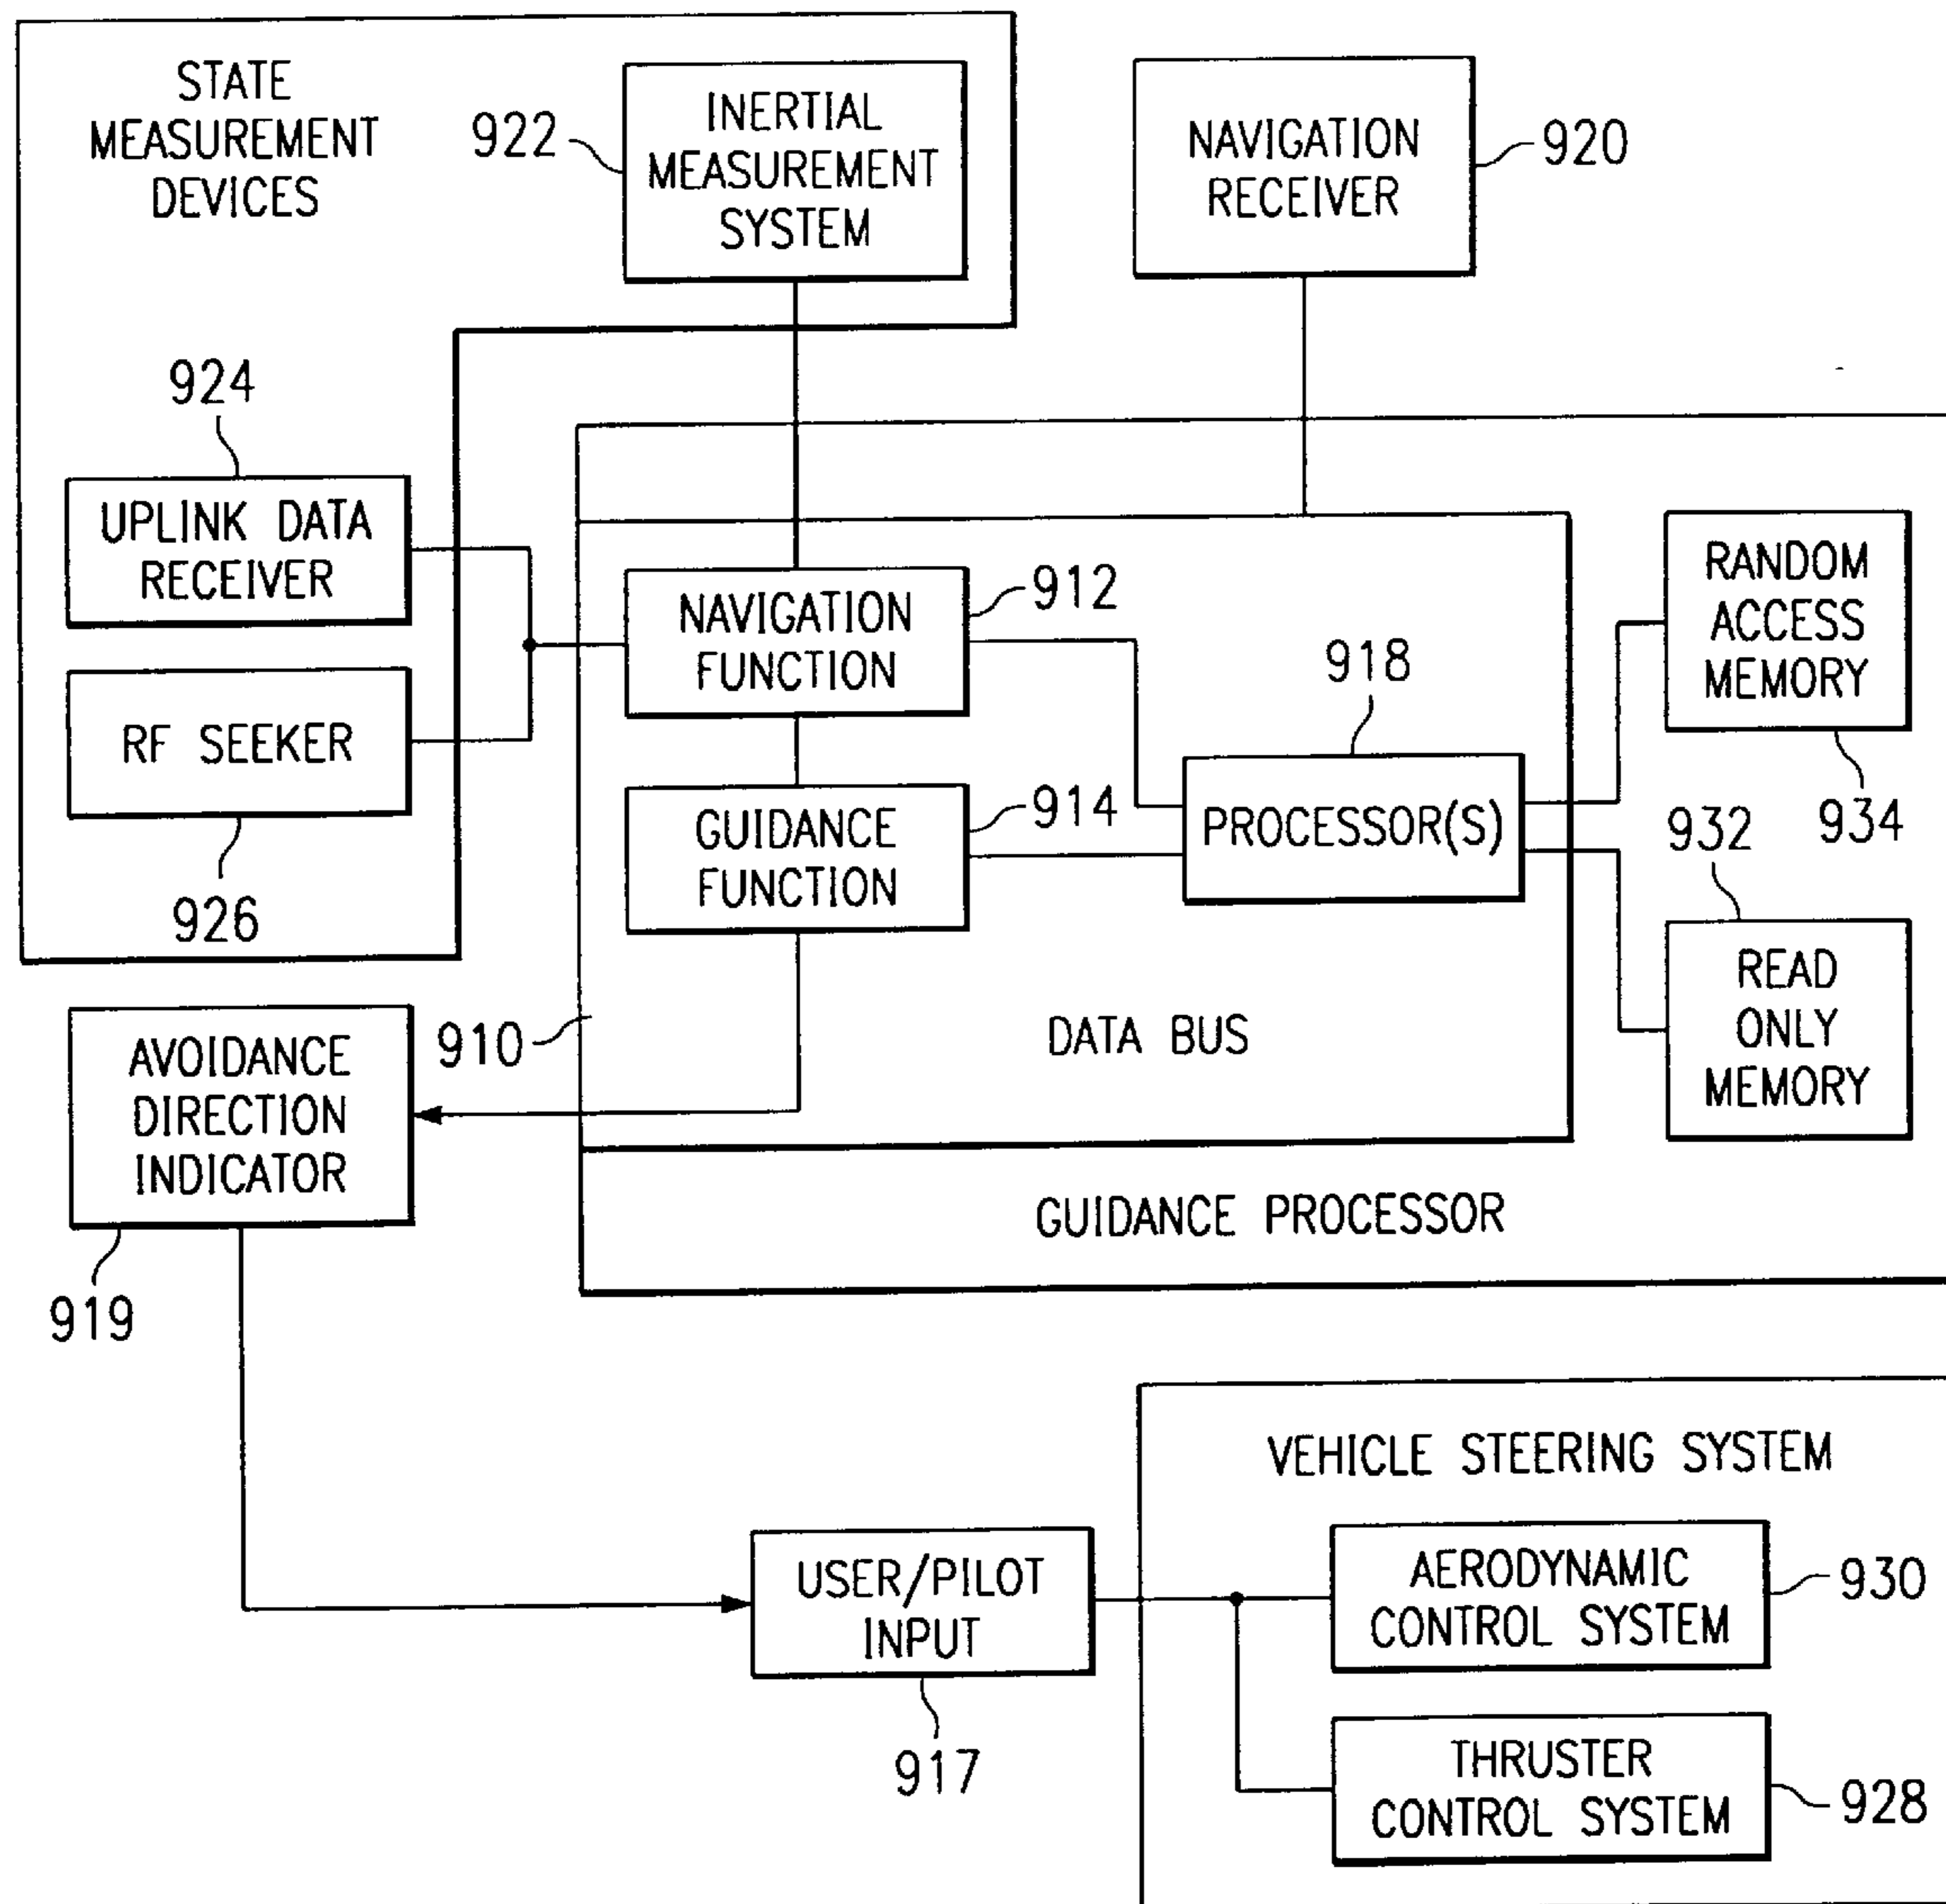 STATE
MEASUREMENT
DEVICES
922
INERTIAL
MEASUREMENT
SYSTEM
NAVIGATION
RECEIVER
920
924
UPLINK DATA
RECEIVER
RF SEEKER
926
NAVIGATION
FUNCTION
912
GUIDANCE
FUNCTION
914
918
PROCESSOR(S)
RANDOM
ACCESS
MEMORY
934
932
READ
ONLY
MEMORY
910
DATA BUS
GUIDANCE PROCESSOR
AVOIDANCE
DIRECTION
INDICATOR
919
USER/PILOT
INPUT
917
VEHICLE STEERING SYSTEM
AERODYNAMIC
CONTROL SYSTEM
930
THRUSTER
CONTROL SYSTEM
928